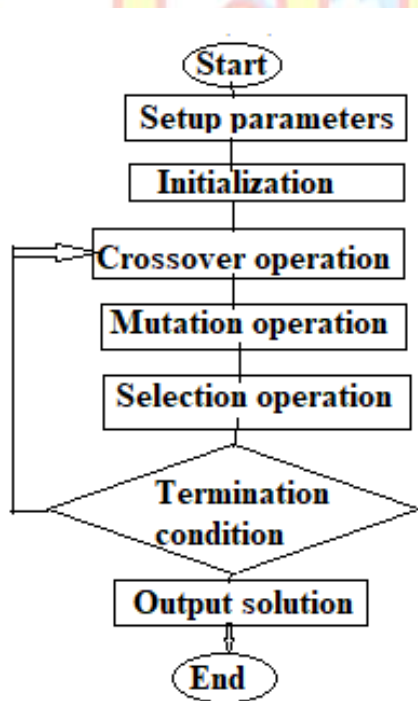 Start
Setup parameters
Initialization
Crossover operation
Mutation operation
Selection operation
Termination
condition
Output solution
End